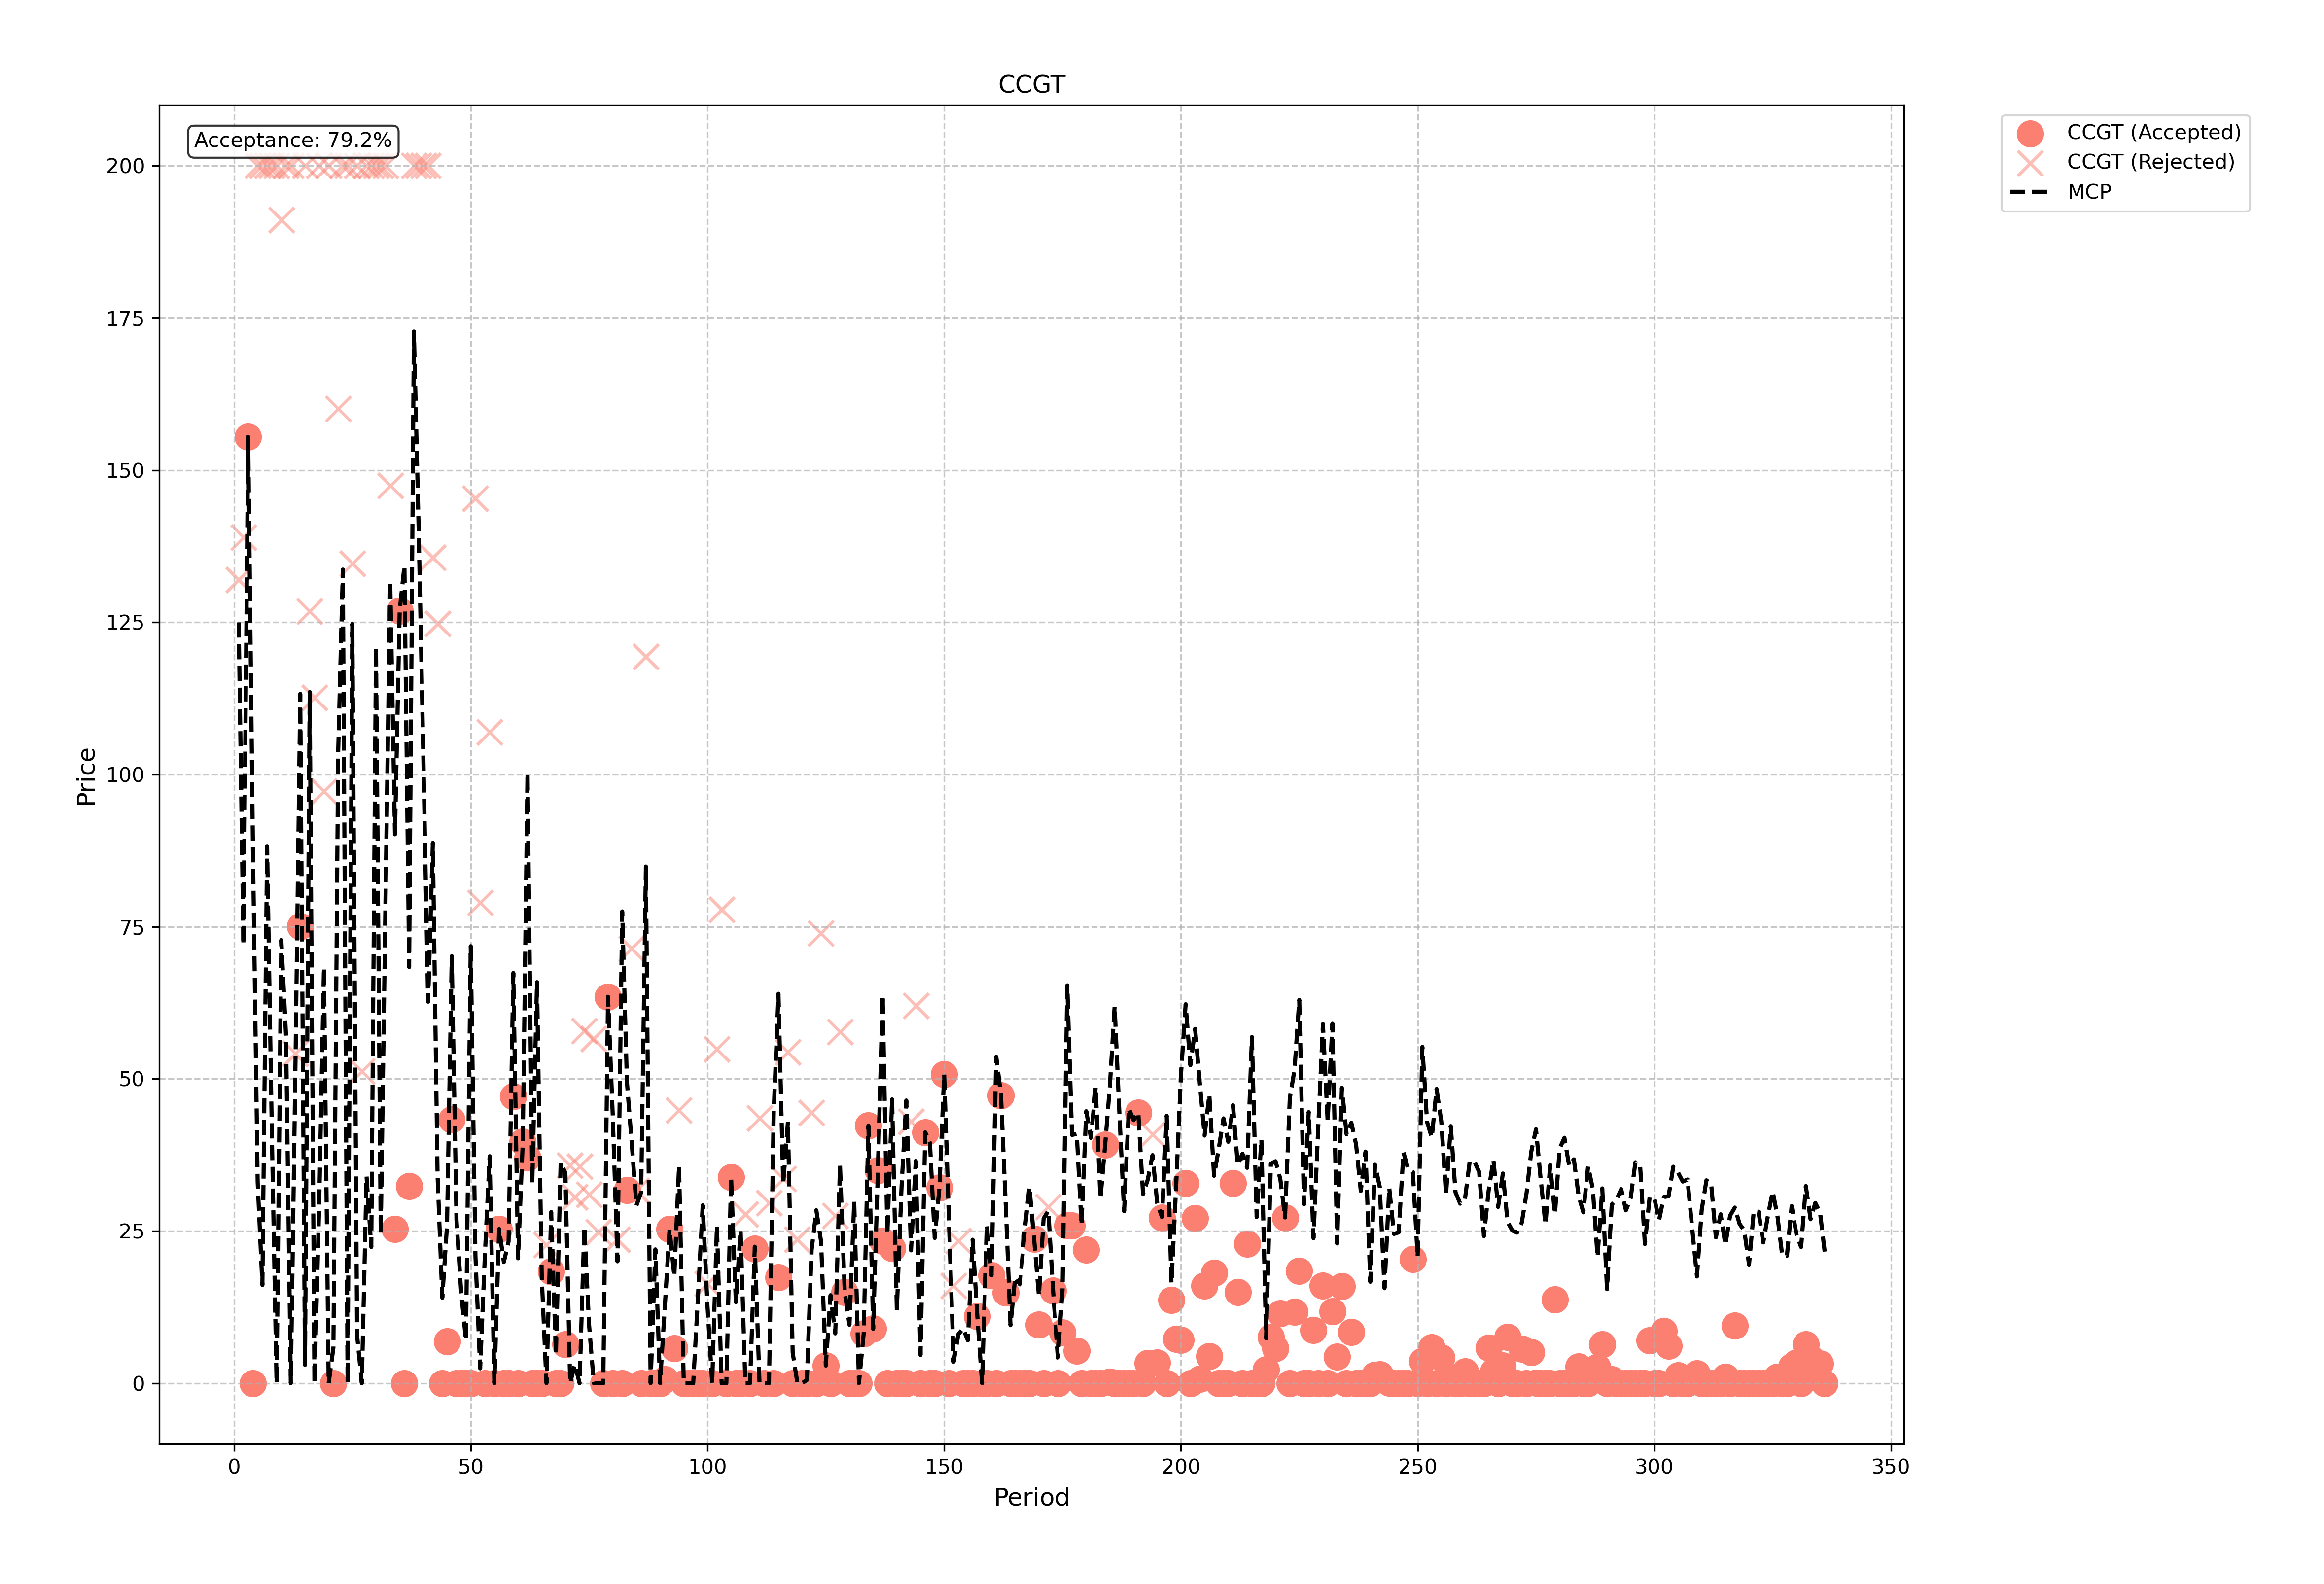 CCGT
Acceptance: 79.2%
CCGT (Accepted)
CCGT (Rejected)
MCP
Price
200
175
150
125
100
75
50
25
0
0 50 100 150 200 250 300 350
Period